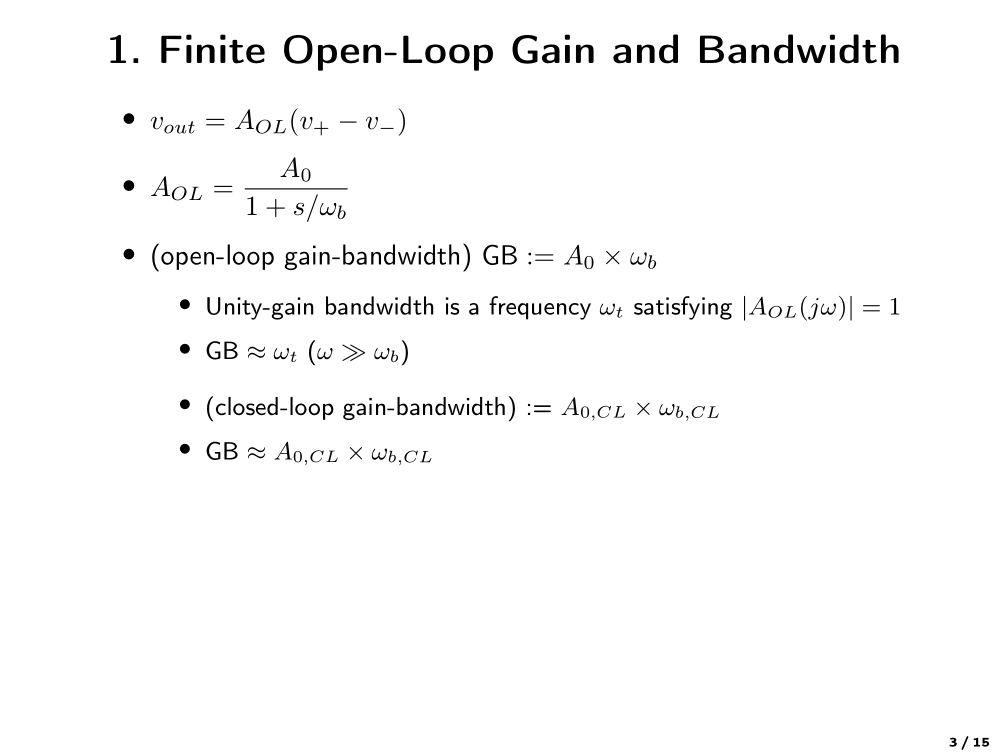 1. Finite Open-Loop Gain and Bandwidth
• $v_{out} = A_{OL}(v_+ - v_-)$
• $A_{OL} = \dfrac{A_0}{1 + s/\omega_b}$
• (open-loop gain-bandwidth) GB := $A_0 \times \omega_b$
• Unity-gain bandwidth is a frequency $\omega_t$ satisfying $|A_{OL}(j\omega)| = 1$
• GB $\approx \omega_t$ ($\omega \gg \omega_b$)
• (closed-loop gain-bandwidth) := $A_{0,CL} \times \omega_{b,CL}$
• GB $\approx A_{0,CL} \times \omega_{b,CL}$
3 / 15